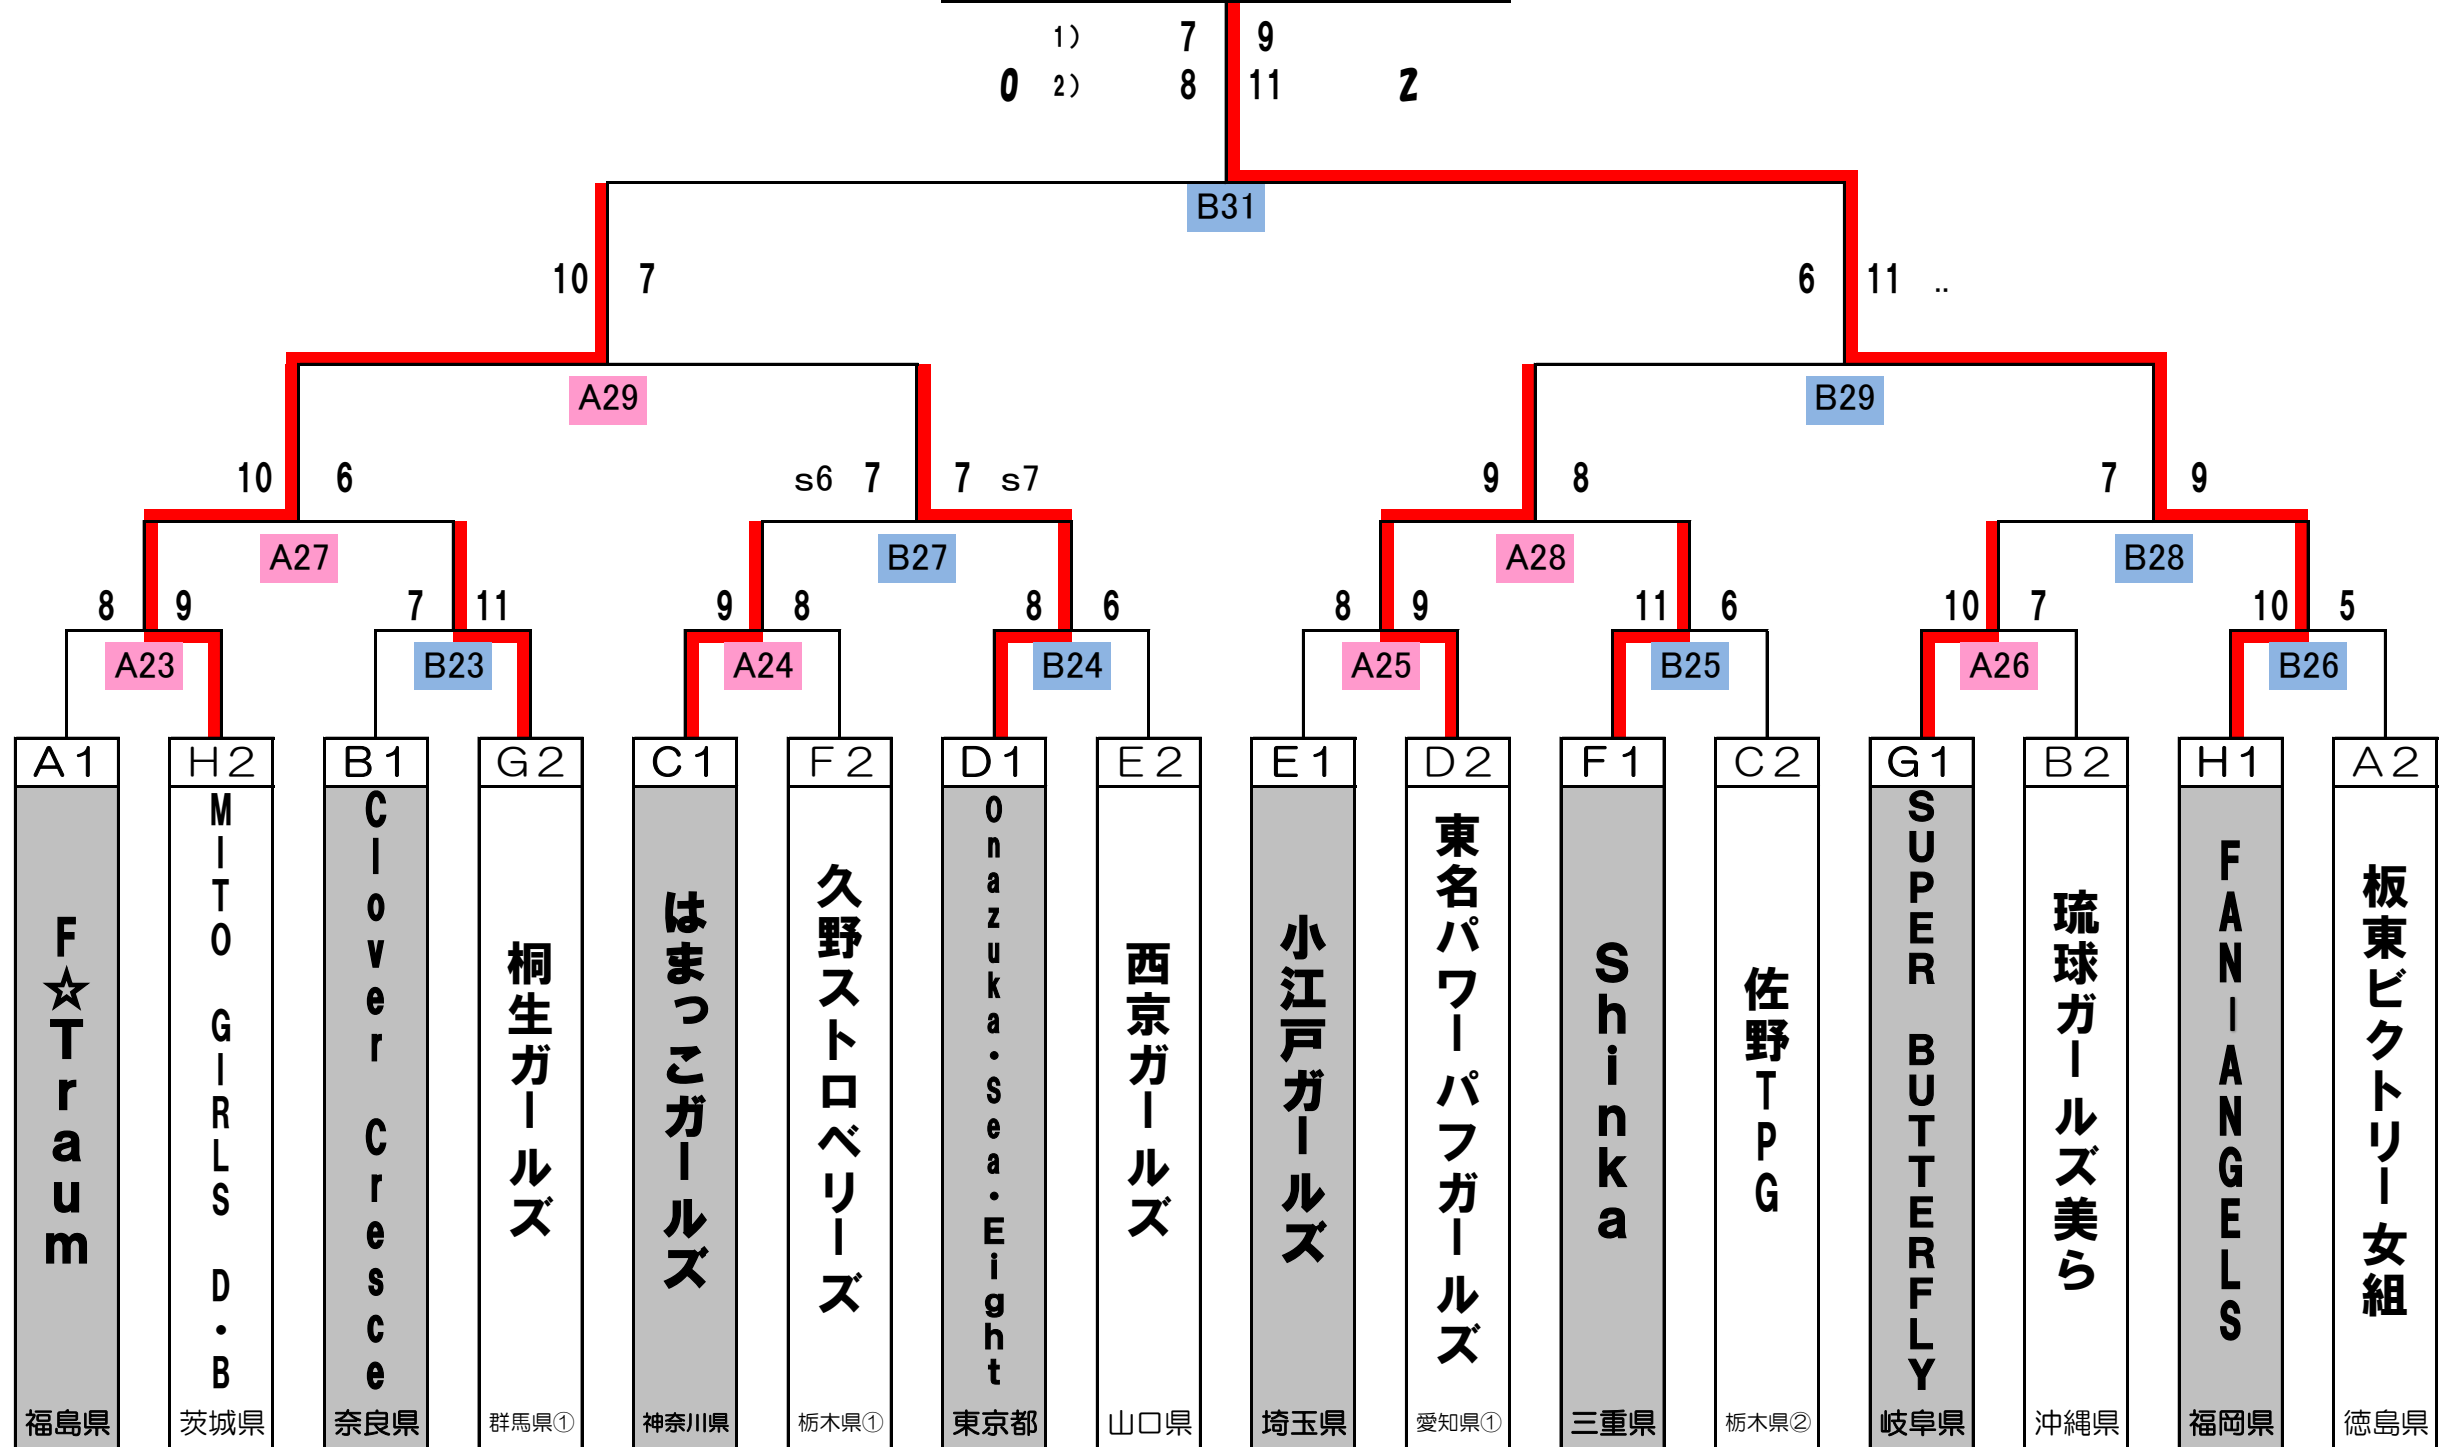 1) 7 9
0 2) 8 11 2
B31
10 7 6 11 ..
A29 B29
10 6 s6 7 7 s7 9 8 7 9
A27 B27 A28 B28
8 9 7 11 9 8 8 6 8 9 11 6 10 7 10 5
A23 B23 A24 B24 A25 B25 A26 B26
A1 H2 B1 G2 C1 F2 D1 E2 E1 D2 F1 C2 G1 B2 H1 A2
F☆Traum
MITO GIRLS D・B
Clover Cresce
桐生ガールズ
はまっこガールズ
久野ストロベリーズ
Onazuka・Sea・Eight
西京ガールズ
小江戸ガールズ
東名パワーパフガールズ
Shinka
佐野TPG
SUPER BUTTERFLY
琉球ガールズ美ら
FAN-ANGELS
板東ビクトリー女組
福島県 茨城県 奈良県 群馬県① 神奈川県 栃木県① 東京都 山口県 埼玉県 愛知県① 三重県 栃木県② 岐阜県 沖縄県 福岡県 徳島県